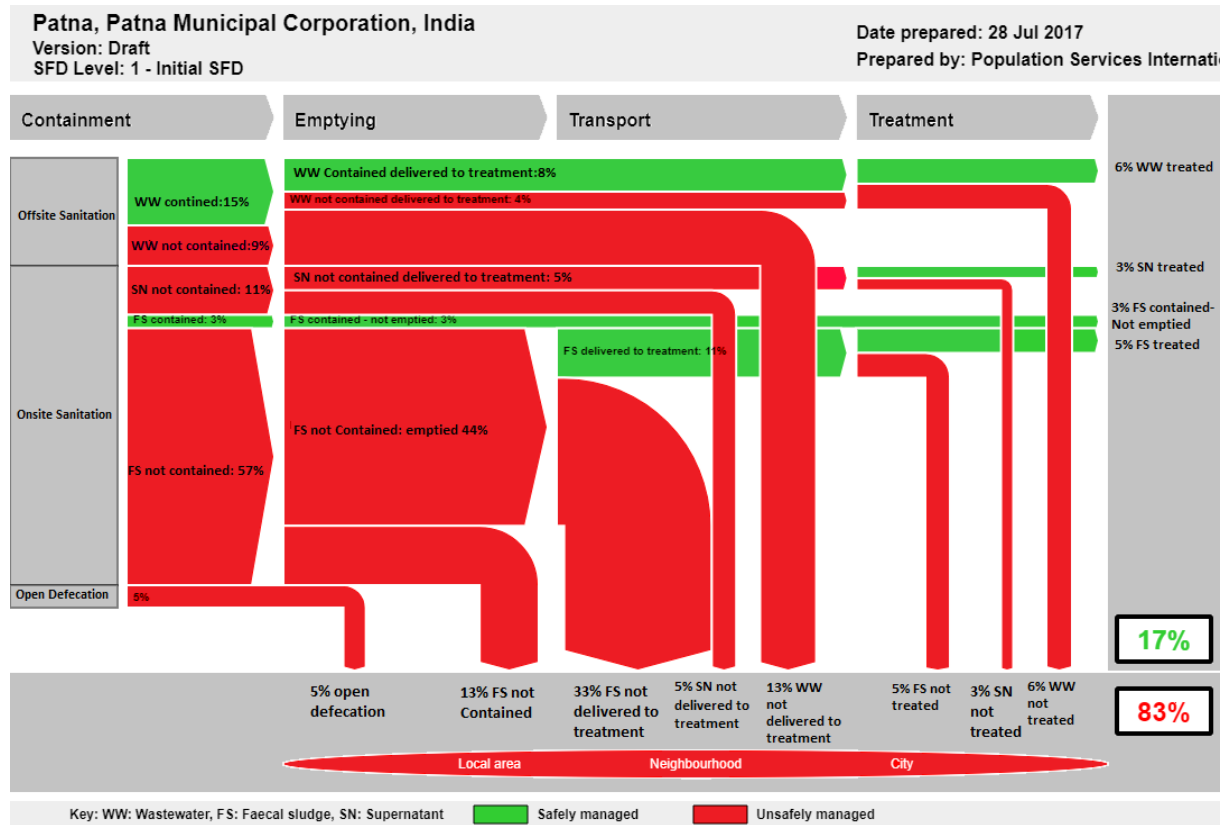 Patna, Patna Municipal Corporation, India
Version: Draft
SFD Level: 1 - Initial SFD
Date prepared: 28 Jul 2017
Prepared by: Population Services Internatio
Containment
Emptying
Transport
Treatment
Offsite Sanitation
Onsite Sanitation
Open Defecation
WW contined:15%
WW not contained:9%
SN not contained: 11%
FS contained: 3%
FS not contained: 57%
5%
WW Contained delivered to treatment:8%
WW not contained delivered to treatment: 4%
SN not contained delivered to treatment: 5%
FS contained - not emptied: 3%
FS not Contained: emptied 44%
FS delivered to treatment: 11%
6% WW treated
3% SN treated
3% FS contained-
Not emptied
5% FS treated
17%
83%
5% open
defecation
13% FS not
Contained
33% FS not
delivered to
treatment
5% SN not
delivered to
treatment
13% WW
not
delivered to
treatment
5% FS not
treated
3% SN
not
treated
6% WW
not
treated
Local area
Neighbourhood
City
Key: WW: Wastewater, FS: Faecal sludge, SN: Supernatant
Safely managed
Unsafely managed